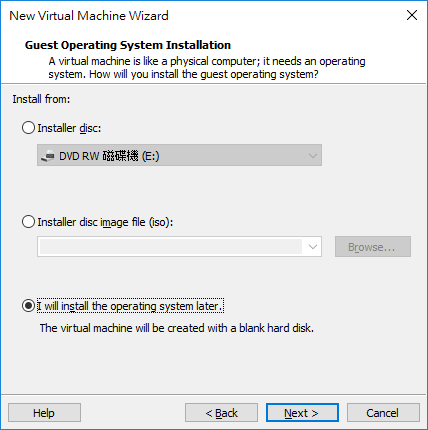 New Virtual Machine Wizard
Guest Operating System Installation
A virtual machine is like a physical computer; it needs an operating
system. How will you install the guest operating system?
Install from:
Installer disc:
DVD RW 磁碟機 (E:)
Installer disc image file (iso):
Browse...
I will install the operating system later.
The virtual machine will be created with a blank hard disk.
Help
< Back
Next >
Cancel